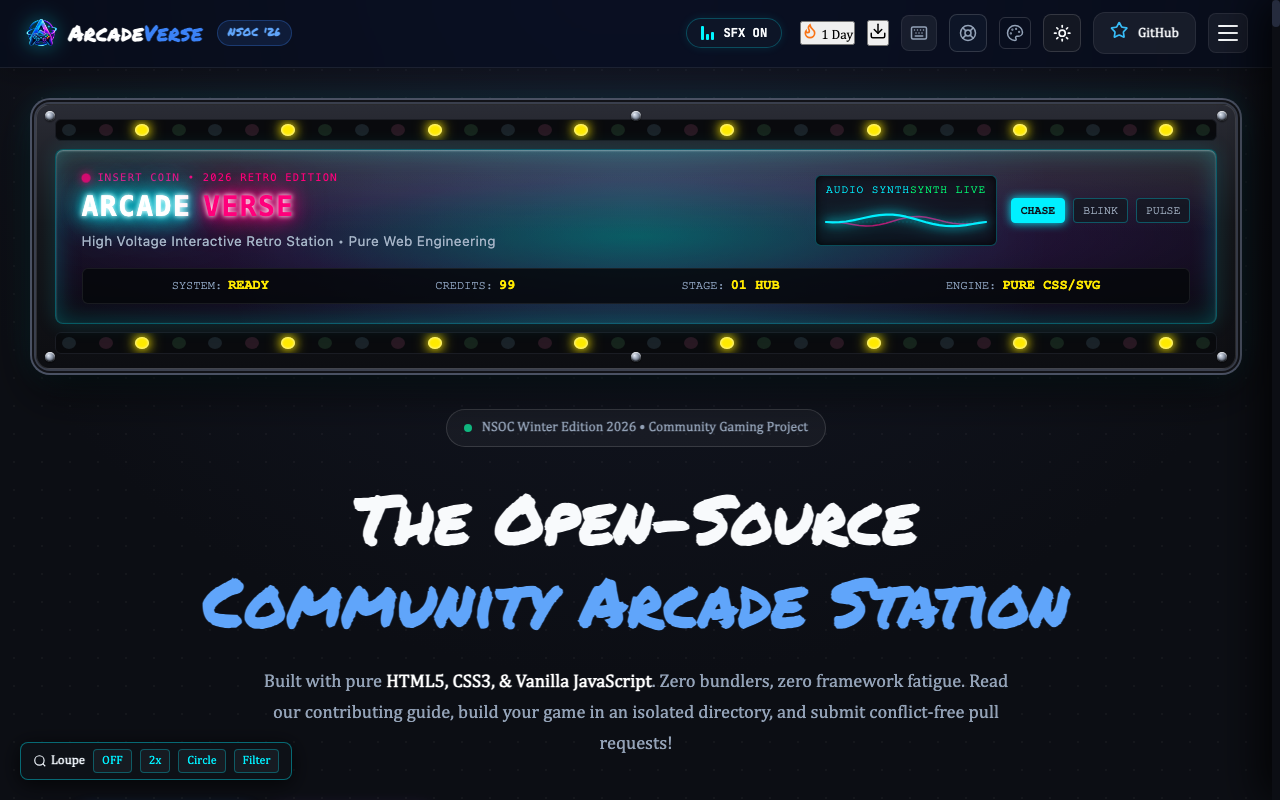 ArcadeVerse NSOC '26 SFX ON 1 Day GitHub
INSERT COIN • 2026 RETRO EDITION
ARCADE VERSE
High Voltage Interactive Retro Station • Pure Web Engineering
AUDIO SYNTH SYNTH LIVE
CHASE BLINK PULSE
SYSTEM: READY CREDITS: 99 STAGE: 01 HUB ENGINE: PURE CSS/SVG
NSOC Winter Edition 2026 • Community Gaming Project
The Open-Source
Community Arcade Station
Built with pure HTML5, CSS3, & Vanilla JavaScript. Zero bundlers, zero framework fatigue. Read
our contributing guide, build your game in an isolated directory, and submit conflict-free pull
requests!
Loupe OFF 2x Circle Filter